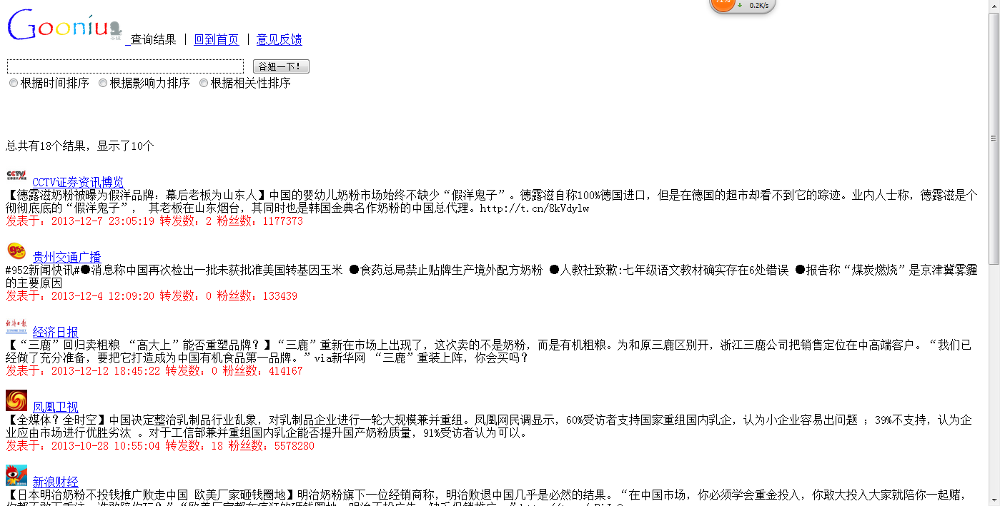 71% 0.2K/s
Gooniu 谷妞
_查询结果 | 回到首页 | 意见反馈
谷妞一下!
根据时间排序 根据影响力排序 根据相关性排序
总共有18个结果，显示了10个
CCTV 证券资讯博览
CCTV证券资讯博览
【德露滋奶粉被曝为假洋品牌：幕后老板为山东人】中国的婴幼儿奶粉市场始终不缺少“假洋鬼子”。德露滋自称100%德国进口，但是在德国的超市却看不到它的踪迹。业内人士称，德露滋是个
彻彻底底的“假洋鬼子”， 其老板在山东烟台，其同时也是韩国金典名作奶粉的中国总代理。http://t.cn/8kVdylw
发表于：2013-12-7 23:05:19 转发数：2 粉丝数：1177373
952
贵州交通广播
#952新闻快讯#●消息称中国再次检出一批未获批准美国转基因玉米 ●食药总局禁止贴牌生产境外配方奶粉 ●人教社致歉:七年级语文教材确实存在6处错误 ●报告称“煤炭燃烧”是京津冀雾霾
的主要原因
发表于：2013-12-4 12:09:20 转发数：0 粉丝数：133439
经济日报
经济日报
【“三鹿”回归卖粗粮 “高大上”能否重塑品牌？】“三鹿”重新在市场上出现了，这次卖的不是奶粉，而是有机粗粮。为和原三鹿区别开，浙江三鹿公司把销售定位在中高端客户。“我们已
经做了充分准备，要把它打造成为中国有机食品第一品牌。”via新华网 “三鹿”重装上阵，你会买吗？
发表于：2013-12-12 18:45:22 转发数：0 粉丝数：414167
凤凰卫视
【全媒体？全时空】中国决定整治乳制品行业乱象，对乳制品企业进行一轮大规模兼并重组。凤凰网民调显示，60%受访者支持国家重组国内乳企，认为小企业容易出问题 ；39%不支持，认为企
业应由市场进行优胜劣汰 。对于工信部兼并重组国内乳企能否提升国产奶粉质量，91%受访者认为可以。
发表于：2013-10-28 10:55:04 转发数：18 粉丝数：5578280
新浪财经
【日本明治奶粉不投钱推广败走中国 欧美厂家砸钱圈地】明治奶粉旗下一位经销商称，明治败退中国几乎是必然的结果。“在中国市场，你必须学会重金投入，你敢大投入大家就陪你一起赌，